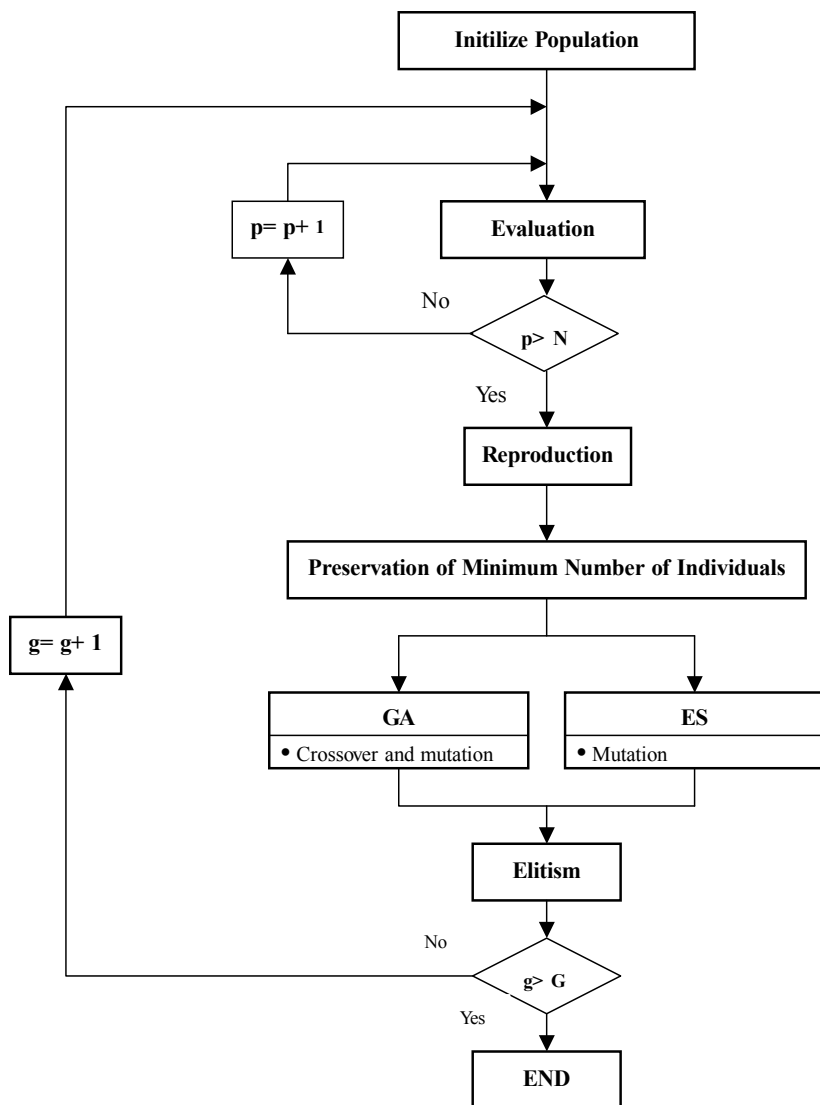 Initilize Population
p= p+ 1
Evaluation
No
p> N
Yes
Reproduction
Preservation of Minimum Number of Individuals
g= g+ 1
GA
• Crossover and mutation
ES
• Mutation
Elitism
No
g> G
Yes
END